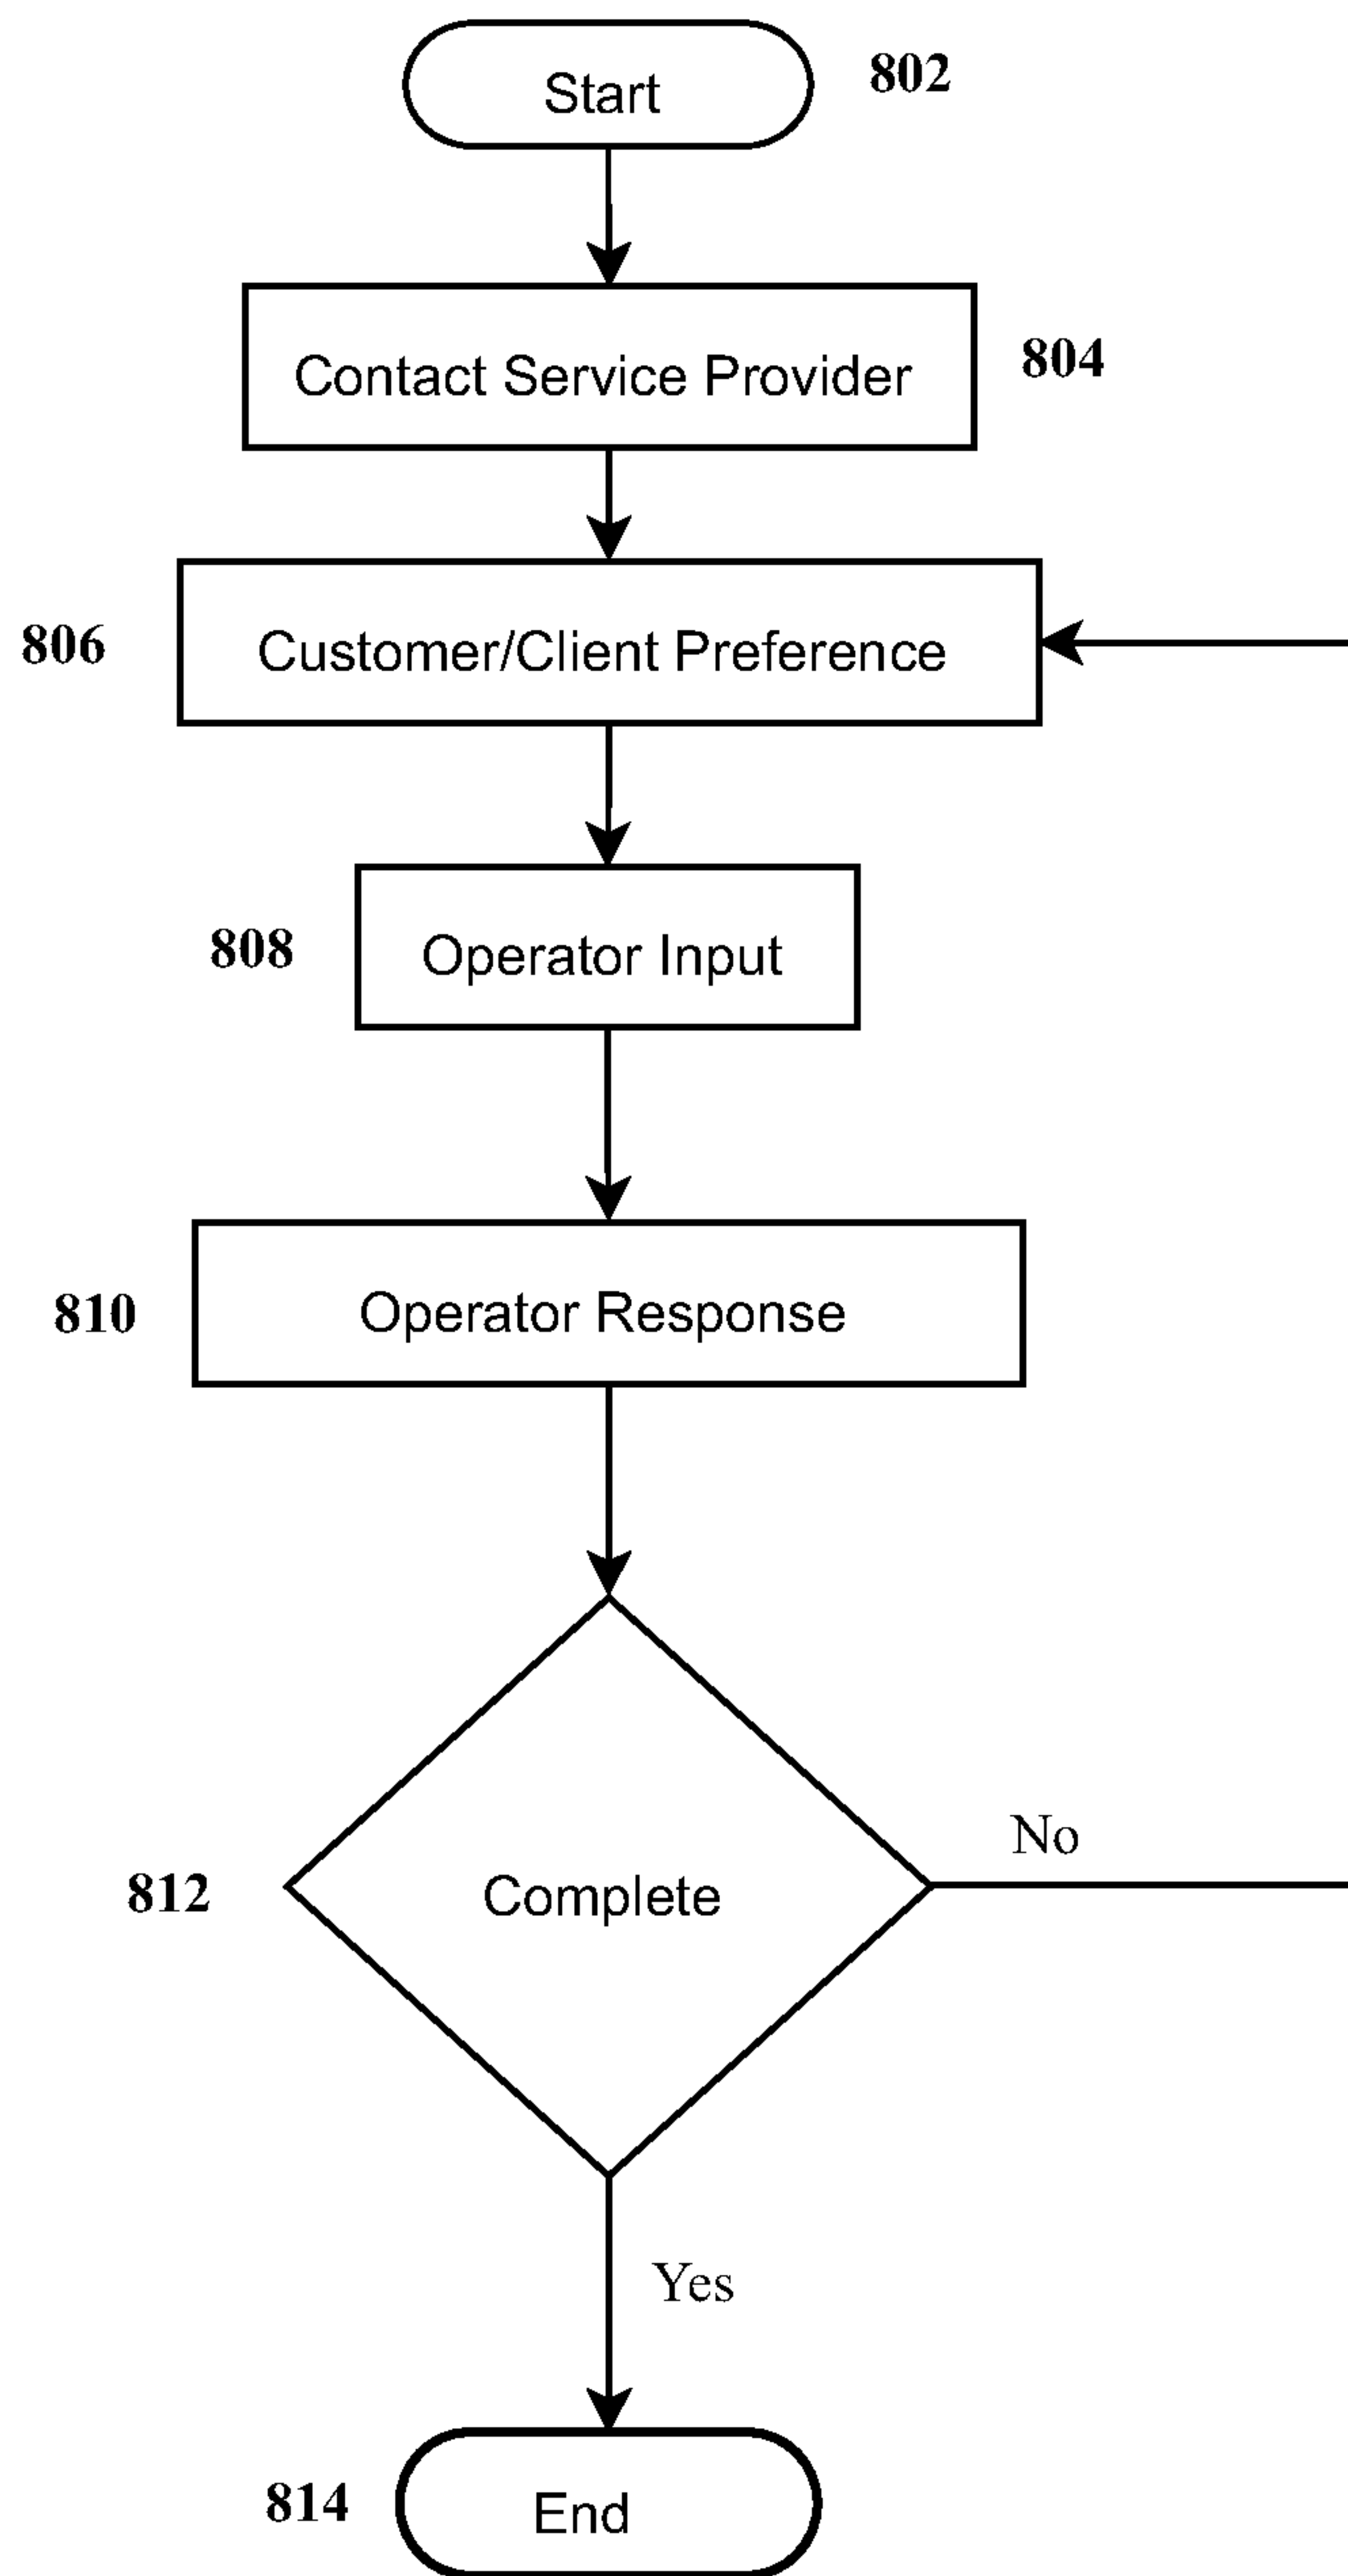 Start
802
Contact Service Provider
804
806
Customer/Client Preference
808
Operator Input
810
Operator Response
812
Complete
No
Yes
814
End